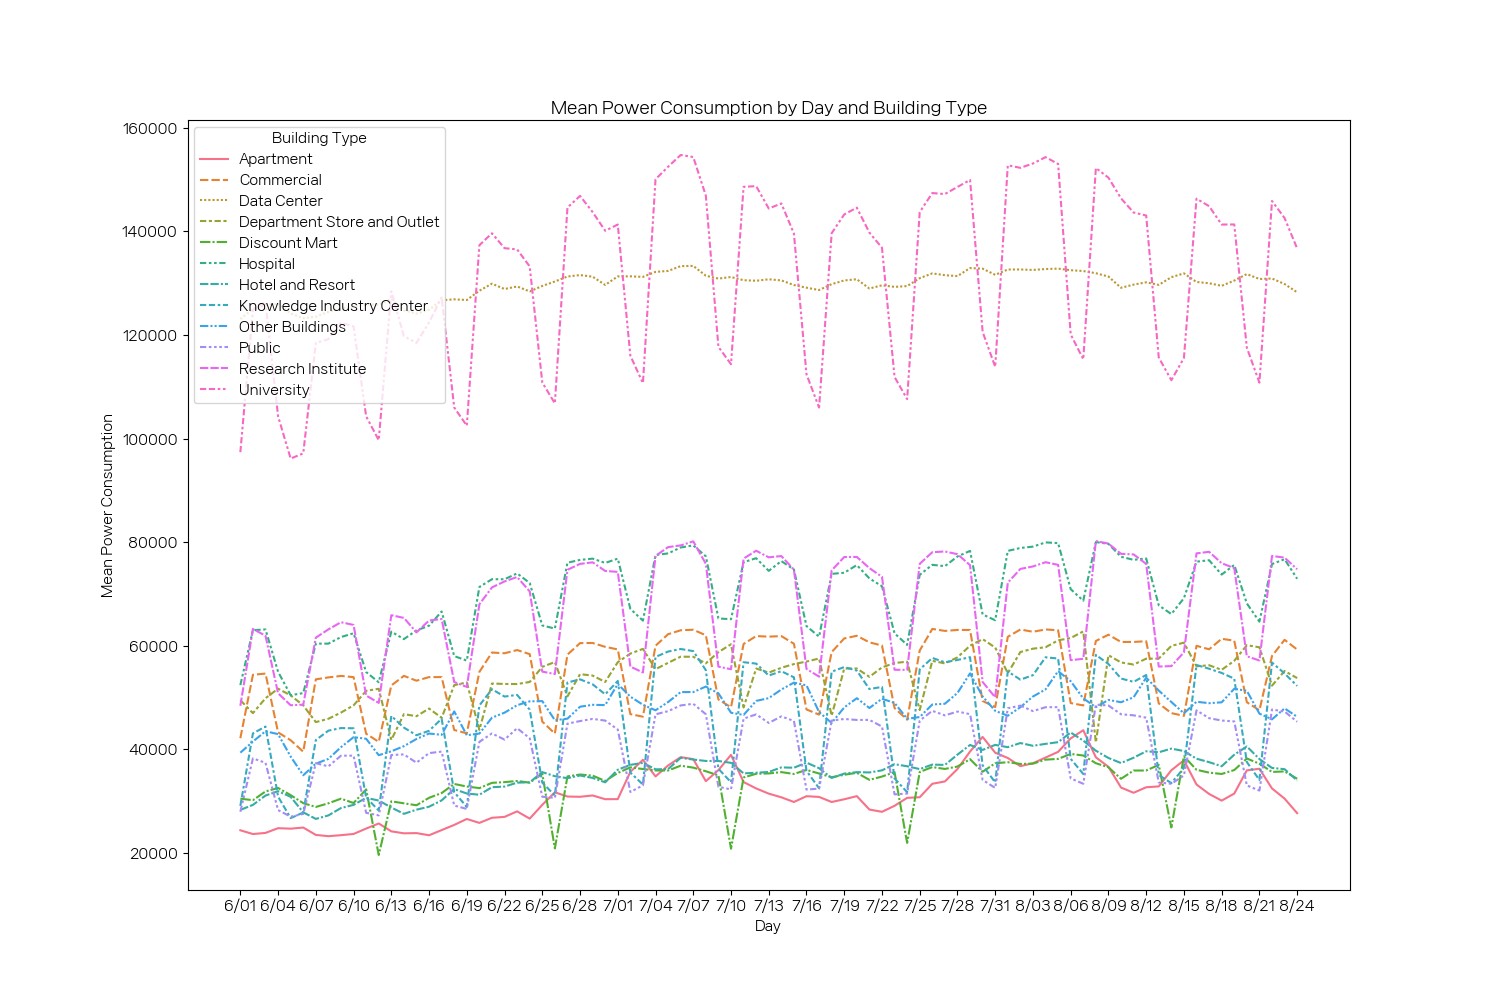 Mean Power Consumption by Day and Building Type
160000
140000
120000
100000
80000
60000
40000
20000
Mean Power Consumption
Building Type
Apartment
Commercial
Data Center
Department Store and Outlet
Discount Mart
Hospital
Hotel and Resort
Knowledge Industry Center
Other Buildings
Public
Research Institute
University
6/01 6/04 6/07 6/10 6/13 6/16 6/19 6/22 6/25 6/28 7/01 7/04 7/07 7/10 7/13 7/16 7/19 7/22 7/25 7/28 7/31 8/03 8/06 8/09 8/12 8/15 8/18 8/21 8/24
Day